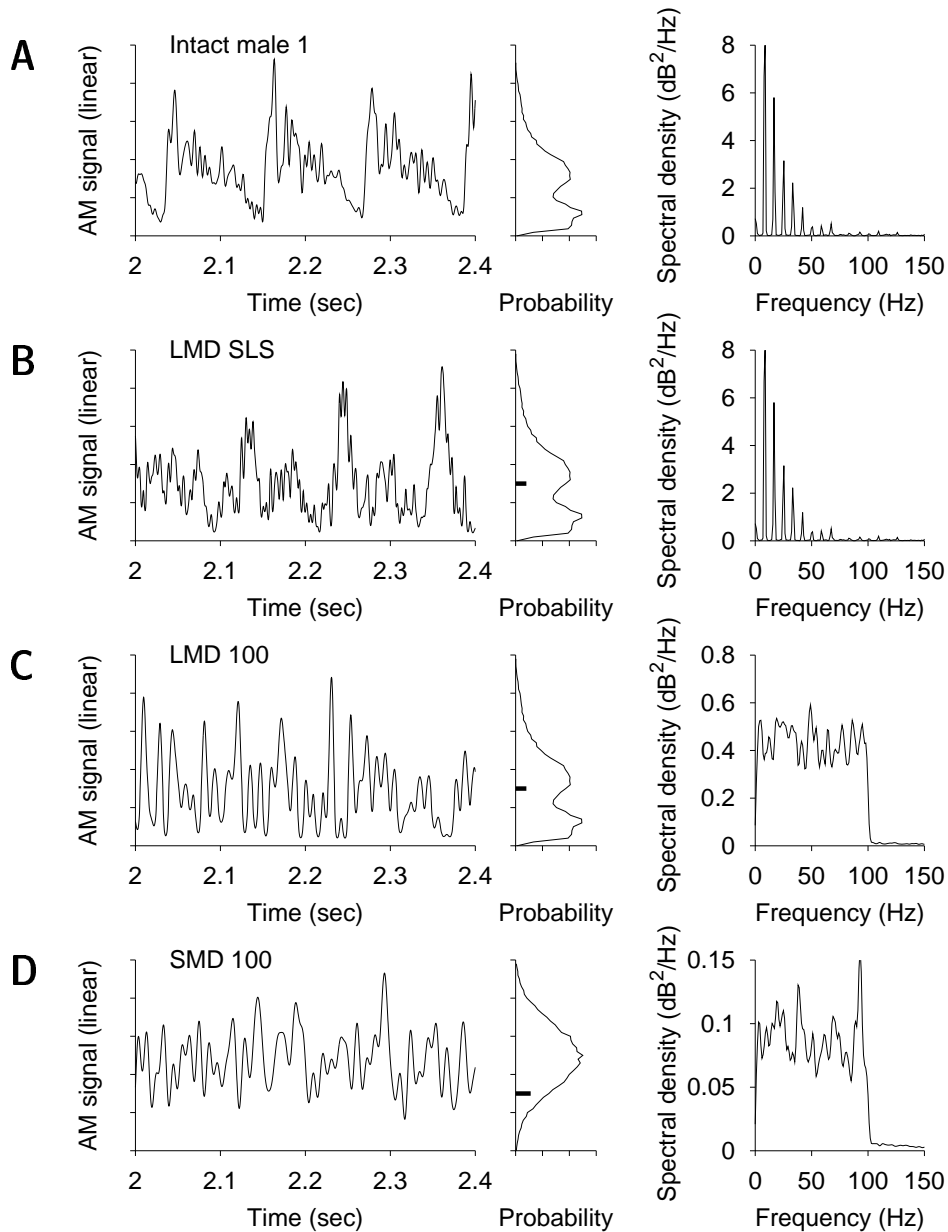 A
Intact male 1
AM signal (linear)
2 2.1 2.2 2.3 2.4
Time (sec)
Probability
Spectral density (dB²/Hz)
8
6
4
2
0
0 50 100 150
Frequency (Hz)
B
LMD SLS
AM signal (linear)
2 2.1 2.2 2.3 2.4
Time (sec)
Probability
Spectral density (dB²/Hz)
8
6
4
2
0
0 50 100 150
Frequency (Hz)
C
LMD 100
AM signal (linear)
2 2.1 2.2 2.3 2.4
Time (sec)
Probability
Spectral density (dB²/Hz)
0.8
0.6
0.4
0.2
0
0 50 100 150
Frequency (Hz)
D
SMD 100
AM signal (linear)
2 2.1 2.2 2.3 2.4
Time (sec)
Probability
Spectral density (dB²/Hz)
0.15
0.1
0.05
0
0 50 100 150
Frequency (Hz)